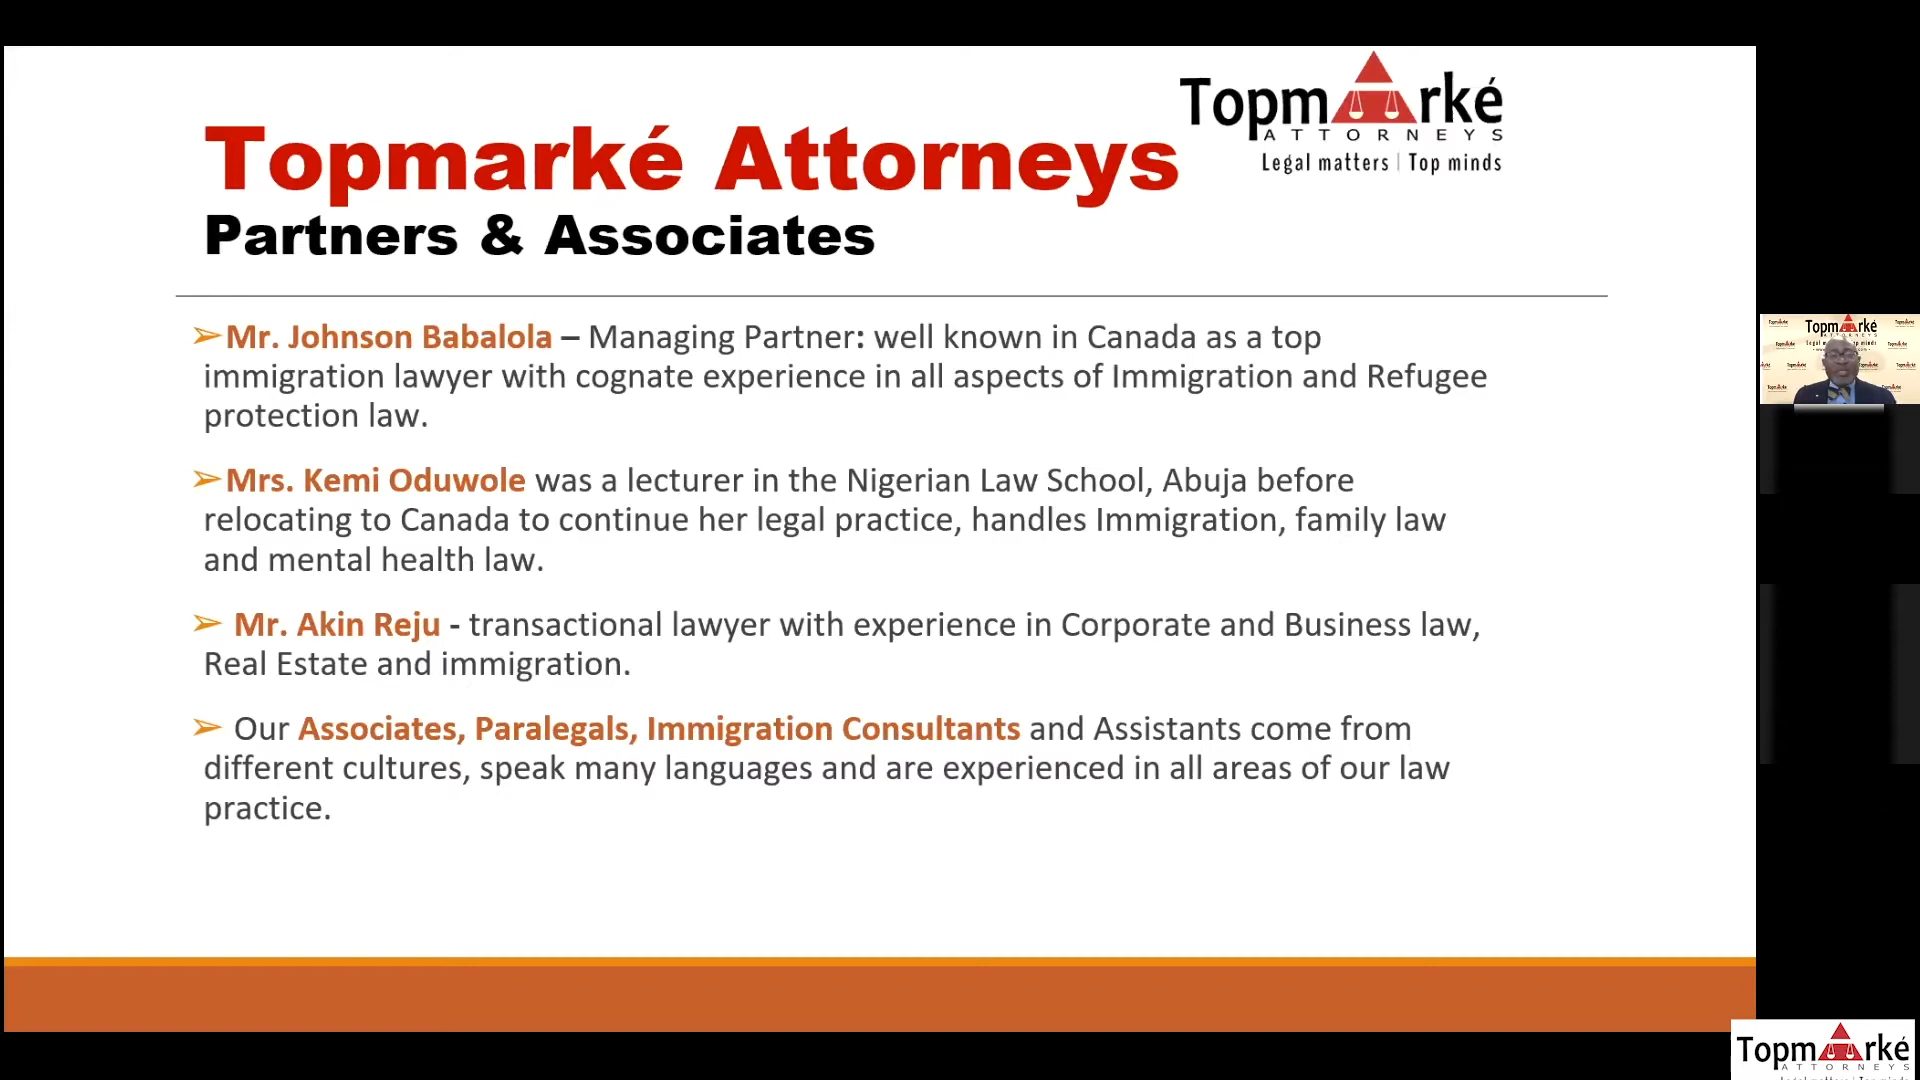 Topmarké
ATTORNEYS
Legal matters | Top minds
Topmarké Attorneys
Partners & Associates
➢Mr. Johnson Babalola – Managing Partner: well known in Canada as a top
immigration lawyer with cognate experience in all aspects of Immigration and Refugee
protection law.
➢Mrs. Kemi Oduwole was a lecturer in the Nigerian Law School, Abuja before
relocating to Canada to continue her legal practice, handles Immigration, family law
and mental health law.
➢ Mr. Akin Reju - transactional lawyer with experience in Corporate and Business law,
Real Estate and immigration.
➢ Our Associates, Paralegals, Immigration Consultants and Assistants come from
different cultures, speak many languages and are experienced in all areas of our law
practice.
Topmarké
Topmarké
ATTORNEYS